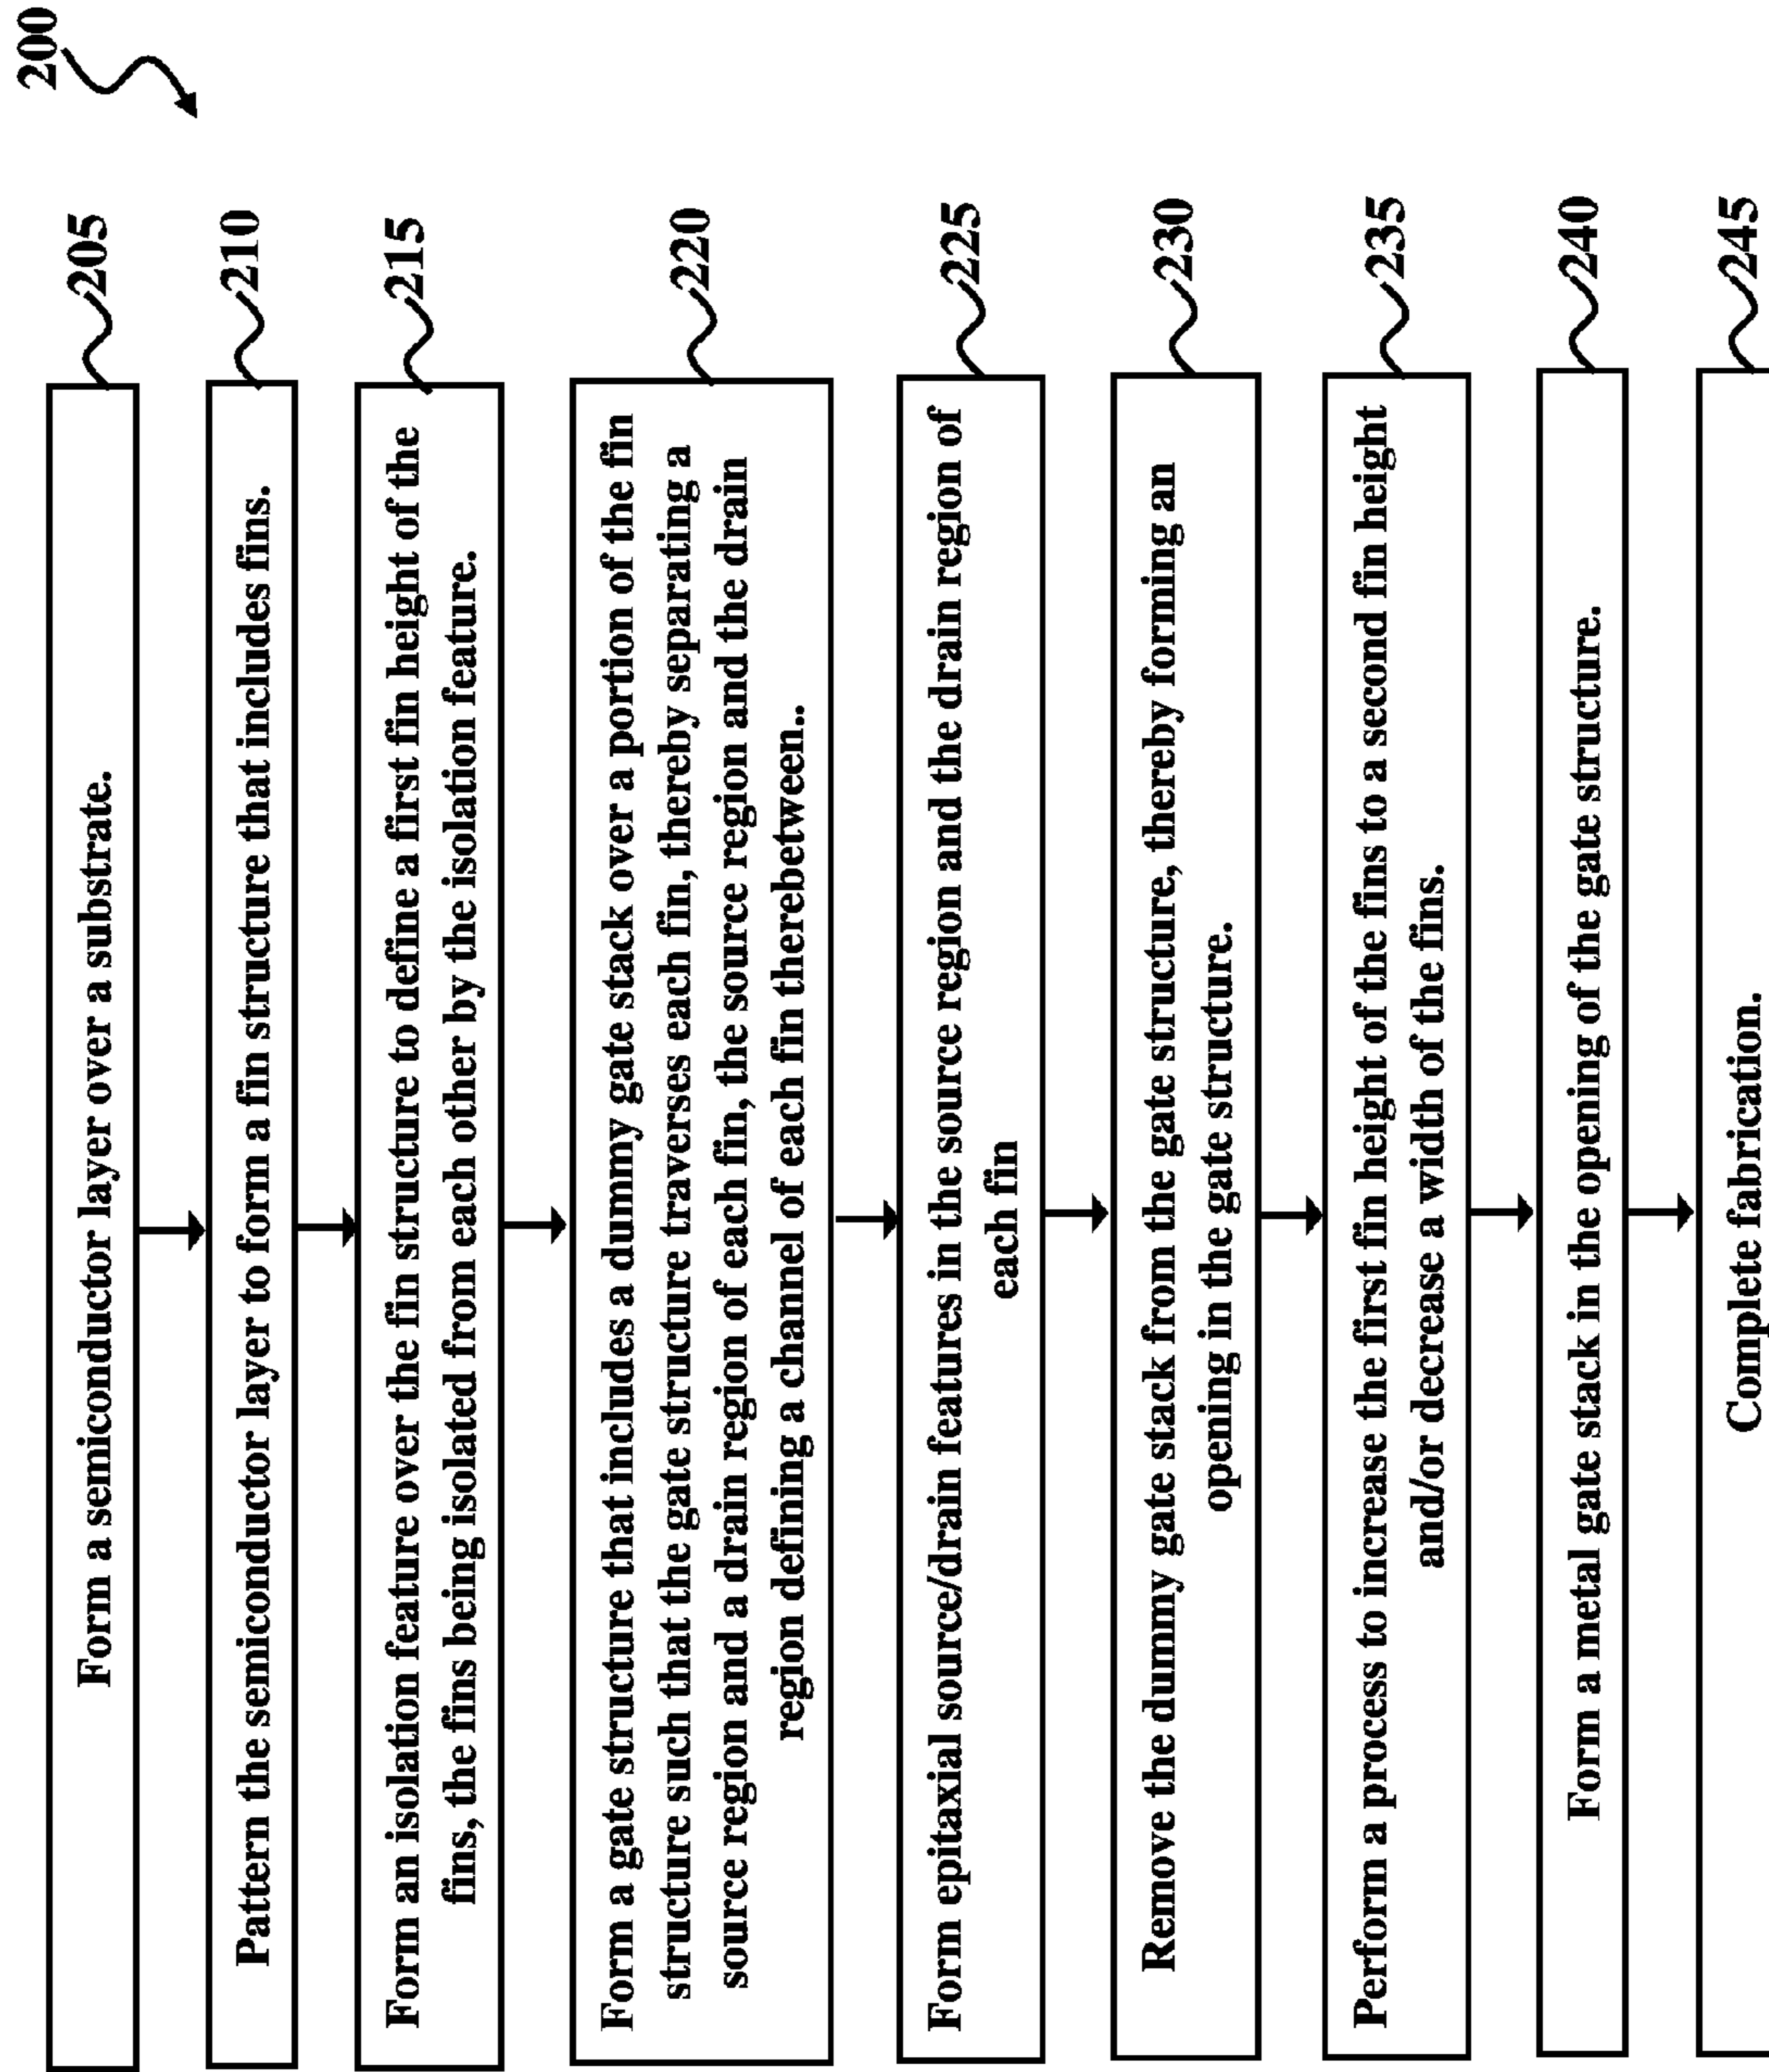 200
Form a semiconductor layer over a substrate.
205
Pattern the semiconductor layer to form a fin structure that includes fins.
210
Form an isolation feature over the fin structure to define a first fin height of the
fins, the fins being isolated from each other by the isolation feature.
215
Form a gate structure that includes a dummy gate stack over a portion of the fin
structure such that the gate structure traverses each fin, thereby separating a
source region and a drain region of each fin, the source region and the drain
region defining a channel of each fin therebetween..
220
Form epitaxial source/drain features in the source region and the drain region of
each fin
225
Remove the dummy gate stack from the gate structure, thereby forming an
opening in the gate structure.
230
Perform a process to increase the first fin height of the fins to a second fin height
and/or decrease a width of the fins.
235
Form a metal gate stack in the opening of the gate structure.
240
Complete fabrication.
245